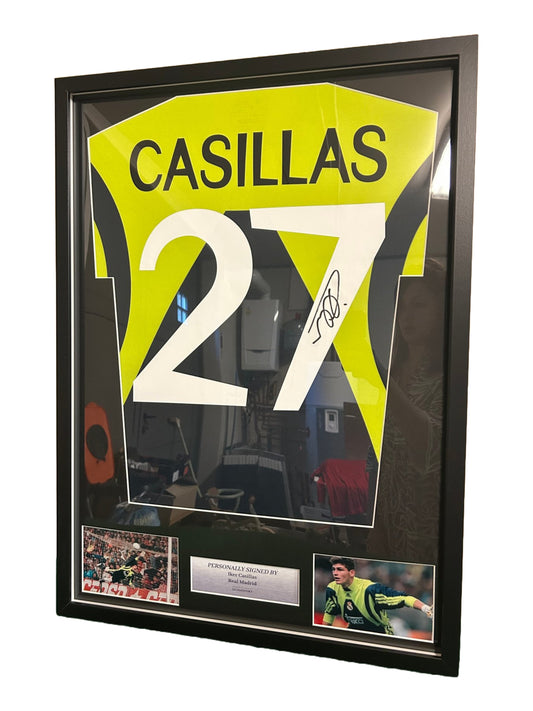 CASILLAS
27
PERSONALLY SIGNED BY
Iker Casillas
Real Madrid